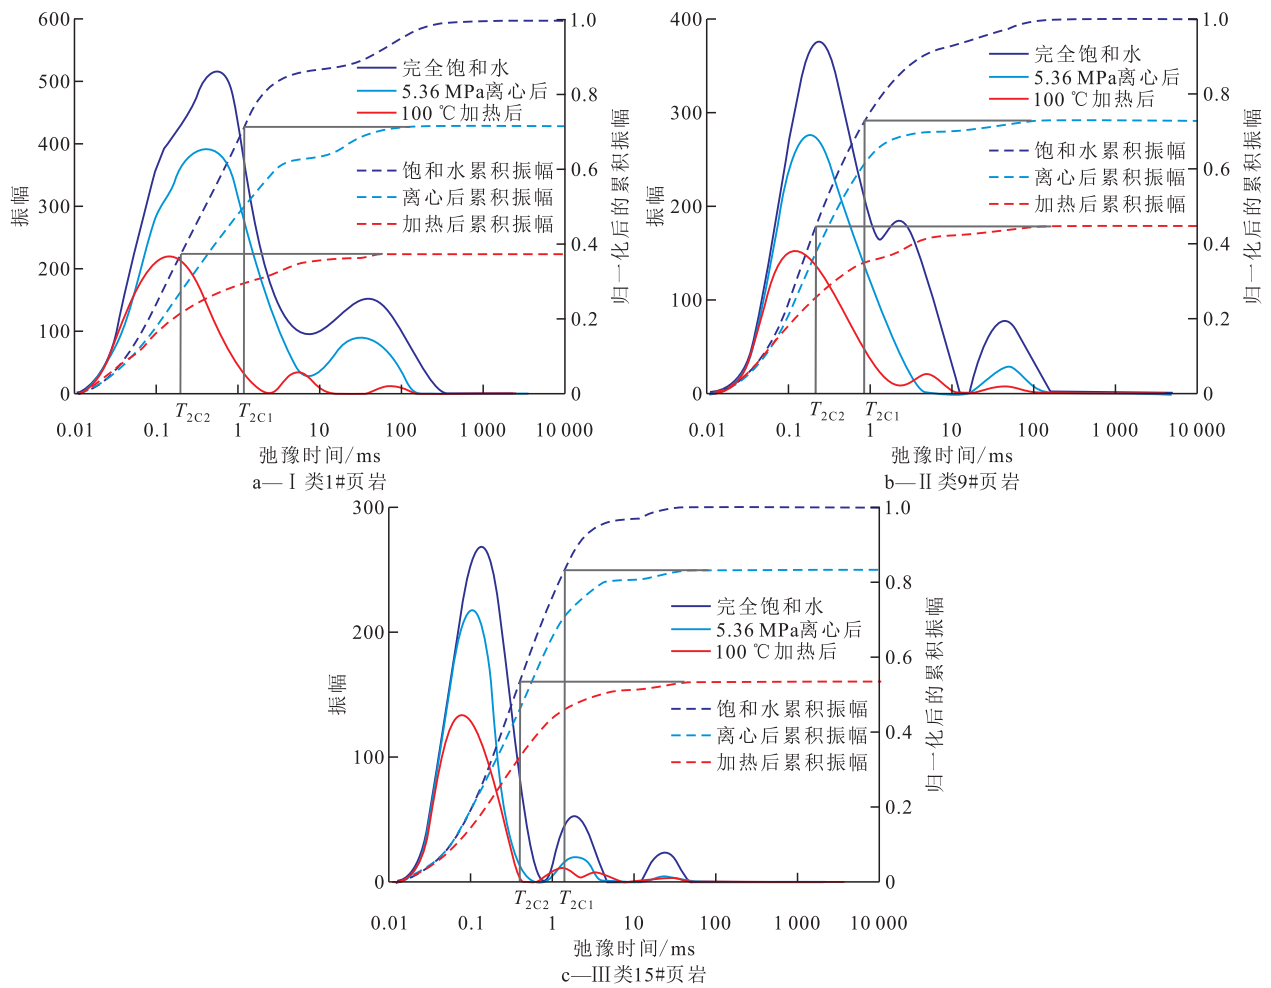 600
500
400
300
200
100
0
振幅
1.0
0.8
0.6
0.4
0.2
0
归一化后的累积振幅
完全饱和水
5.36 MPa离心后
100 ℃加热后
饱和水累积振幅
离心后累积振幅
加热后累积振幅
T2C2
T2C1
0.01
0.1
1
10
100
1 000
10 000
弛豫时间/ms
a—Ⅰ类1#页岩
400
300
200
100
0
振幅
1.0
0.8
0.6
0.4
0.2
0
归一化后的累积振幅
完全饱和水
5.36 MPa离心后
100 ℃加热后
饱和水累积振幅
离心后累积振幅
加热后累积振幅
T2C2
T2C1
0.01
0.1
1
10
100
1 000
10 000
弛豫时间/ms
b—Ⅱ类9#页岩
300
200
100
0
振幅
1.0
0.8
0.6
0.4
0.2
0
归一化后的累积振幅
完全饱和水
5.36 MPa离心后
100 ℃加热后
饱和水累积振幅
离心后累积振幅
加热后累积振幅
T2C2
T2C1
0.01
0.1
1
10
100
1 000
10 000
弛豫时间/ms
c—Ⅲ类15#页岩